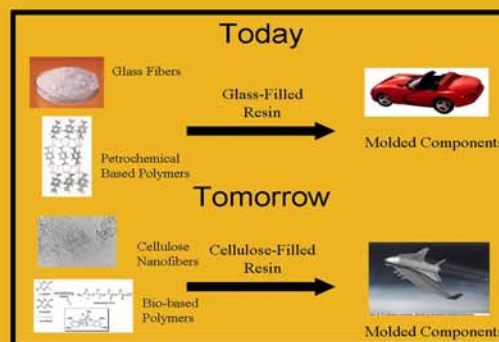 Today
Glass Fibers
Glass-Filled
Resin
Petrochemical
Based Polymers
Molded Components
Tomorrow
Cellulose
Nanofibers
Cellulose-Filled
Resin
Bio-based
Polymers
Molded Components